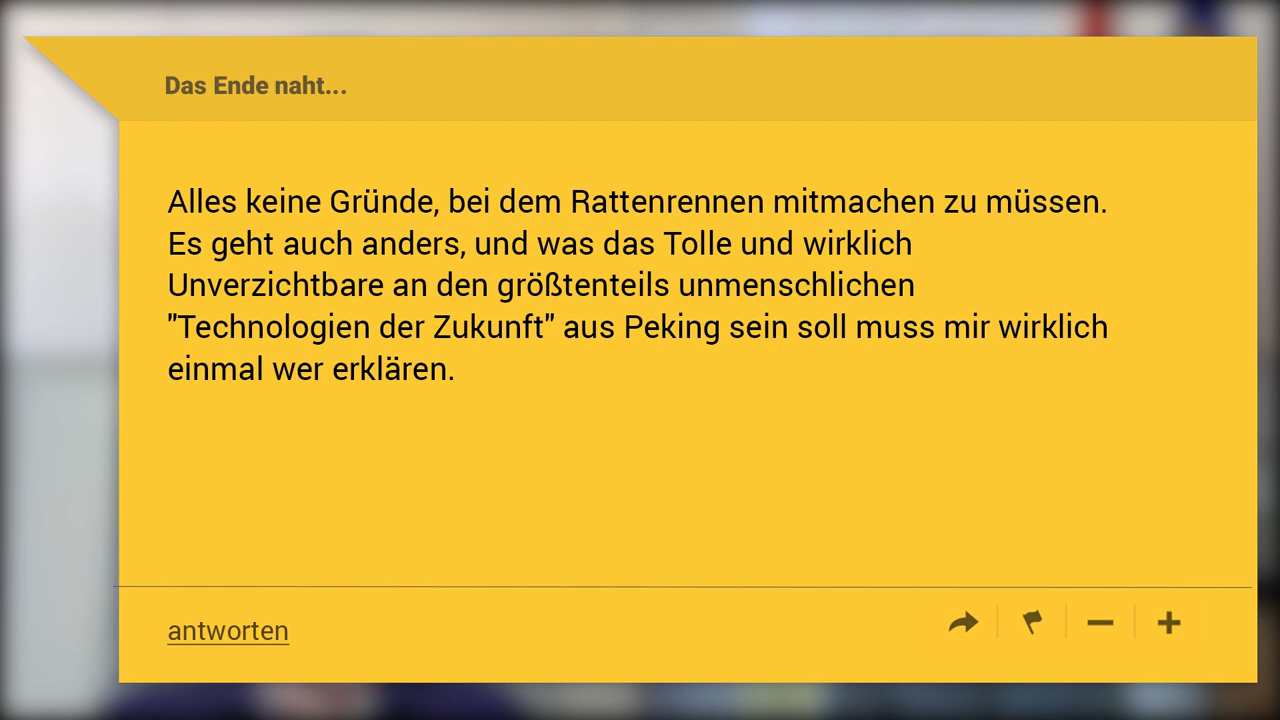 Das Ende naht...
Alles keine Gründe, bei dem Rattenrennen mitmachen zu müssen.
Es geht auch anders, und was das Tolle und wirklich
Unverzichtbare an den größtenteils unmenschlichen
"Technologien der Zukunft" aus Peking sein soll muss mir wirklich
einmal wer erklären.
antworten